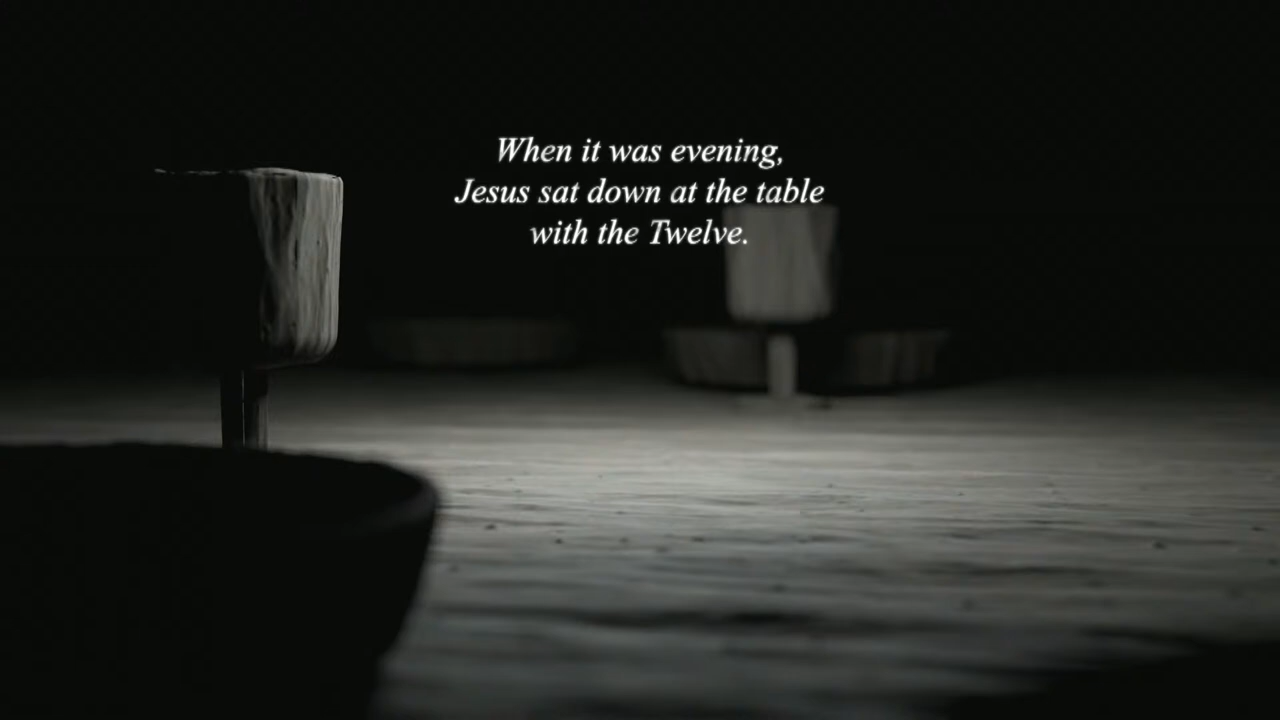 When it was evening,
Jesus sat down at the table
with the Twelve.